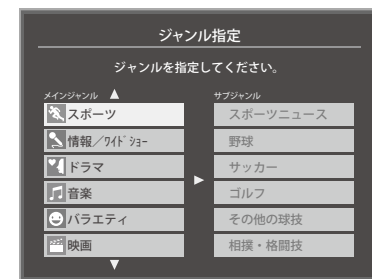 ジャンル指定
ジャンルを指定してください。
メインジャンル
スポーツ
情報／ﾜｲﾄﾞｼｮｰ
ドラマ
音楽
バラエティ
映画
サブジャンル
スポーツニュース
野球
サッカー
ゴルフ
その他の球技
相撲・格闘技